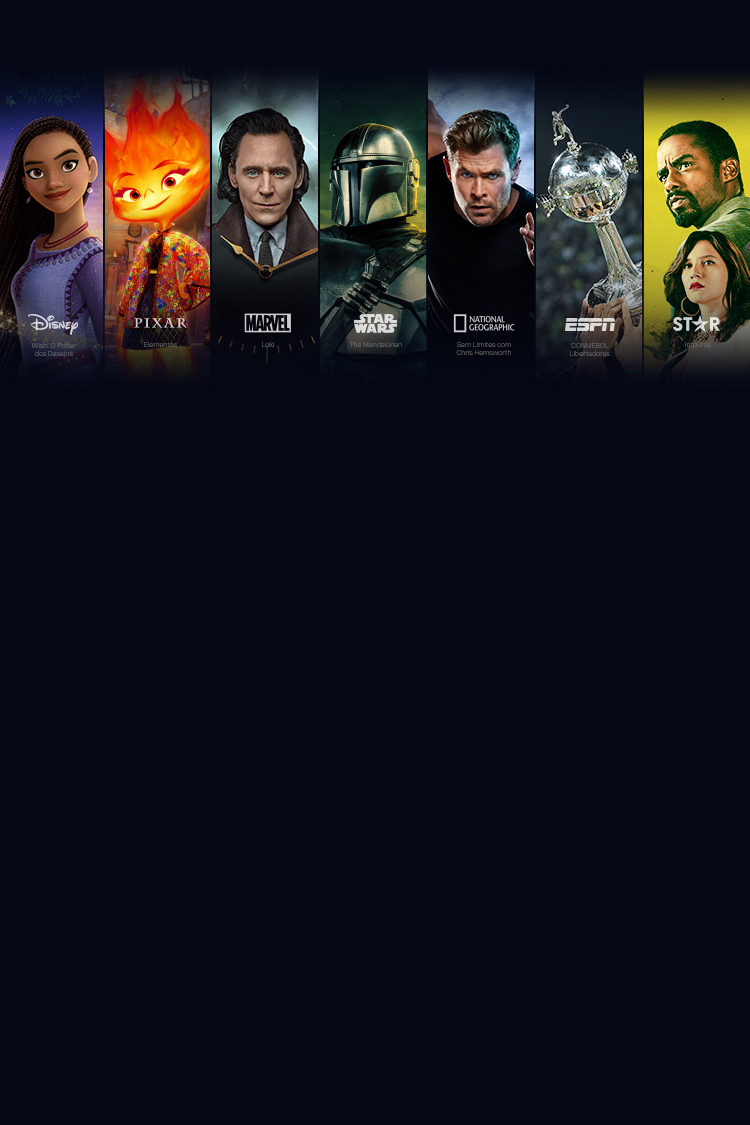 Disney
Wish: O Poder
dos Desejos
PIXAR
Elementos
MARVEL
Loki
STAR
WARS
The Mandalorian
NATIONAL
GEOGRAPHIC
Sem Limites com
Chris Hemsworth
ESPN
CONMEBOL
Libertadores
STAR
Impuros